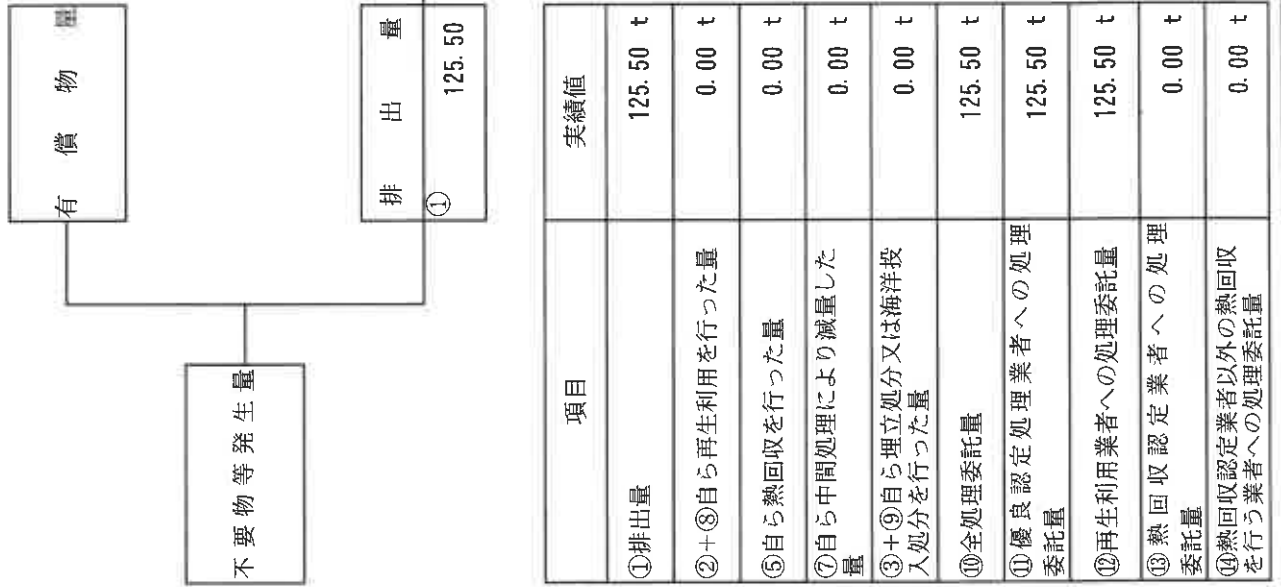 不要物等発生量
有償物量
排出量
①
125.50
項目 実績値
①排出量 125.50 t
②+⑧自ら再生利用を行った量 0.00 t
⑤自ら熱回収を行った量 0.00 t
⑦自ら中間処理により減量した
量 0.00 t
③+⑨自ら埋立処分又は海洋投
入処分を行った量 0.00 t
⑩全処理委託量 125.50 t
⑪優良認定処理業者への処理
委託量 125.50 t
⑫再生利用業者への処理委託量 125.50 t
⑬熱回収認定業者への処理
委託量 0.00 t
⑭熱回収認定業者以外の熱回収
を行う業者への処理委託量 0.00 t